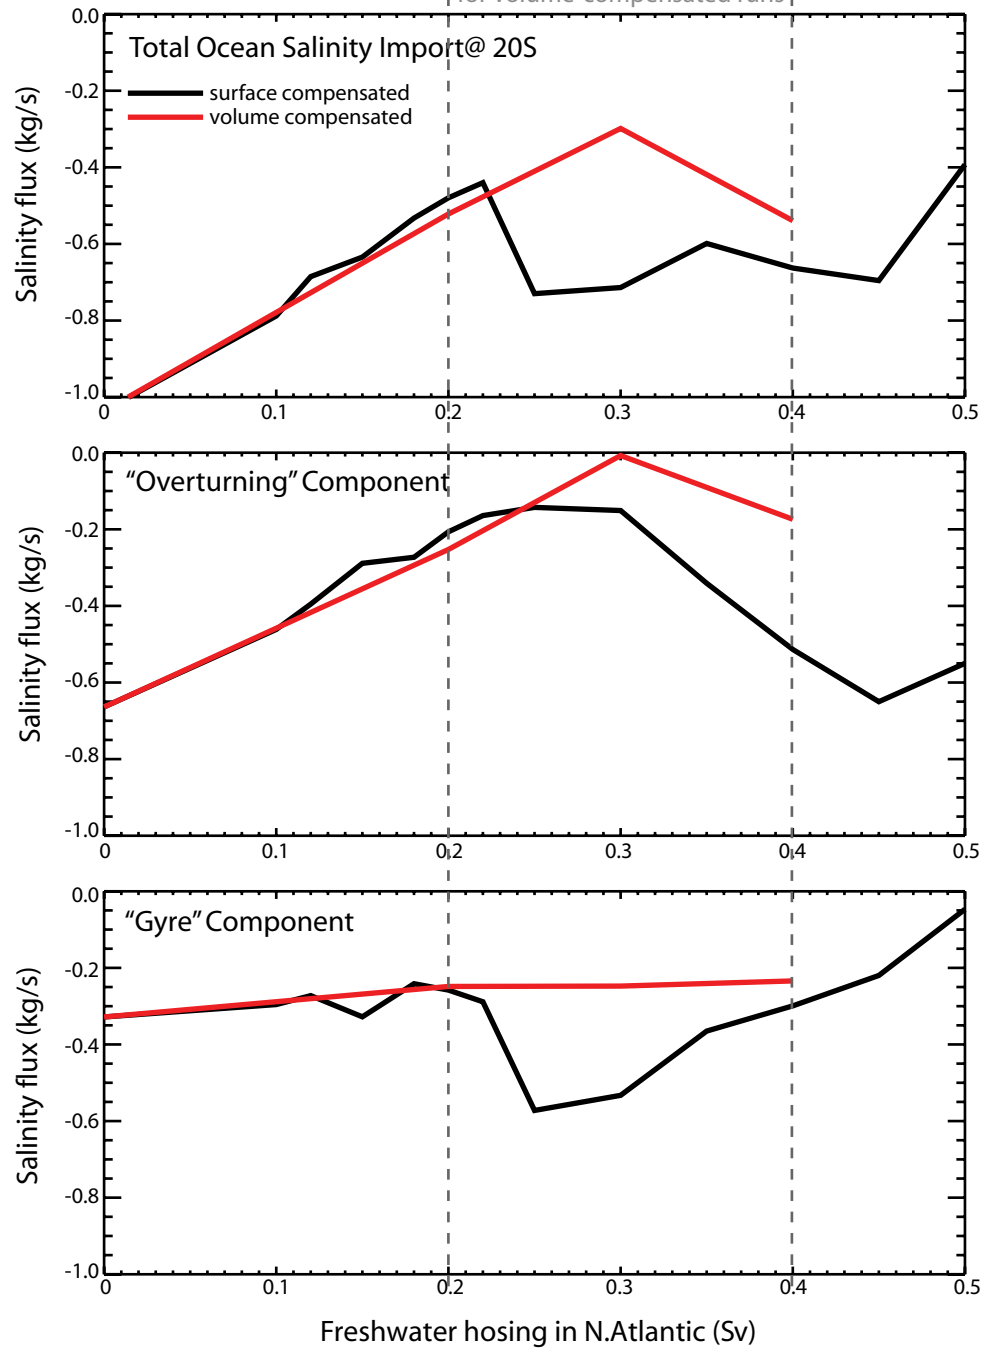 for volume-compensated runs
0.0
Total Ocean Salinity Import@ 20S
surface compensated
volume compensated
-0.2
-0.4
-0.6
-0.8
-1.0
Salinity flux (kg/s)
0 0.1 0.2 0.3 0.4 0.5
0.0
“Overturning” Component
-0.2
-0.4
-0.6
-0.8
-1.0
Salinity flux (kg/s)
0 0.1 0.2 0.3 0.4 0.5
0.0
“Gyre” Component
-0.2
-0.4
-0.6
-0.8
-1.0
Salinity flux (kg/s)
0 0.1 0.2 0.3 0.4 0.5
Freshwater hosing in N.Atlantic (Sv)